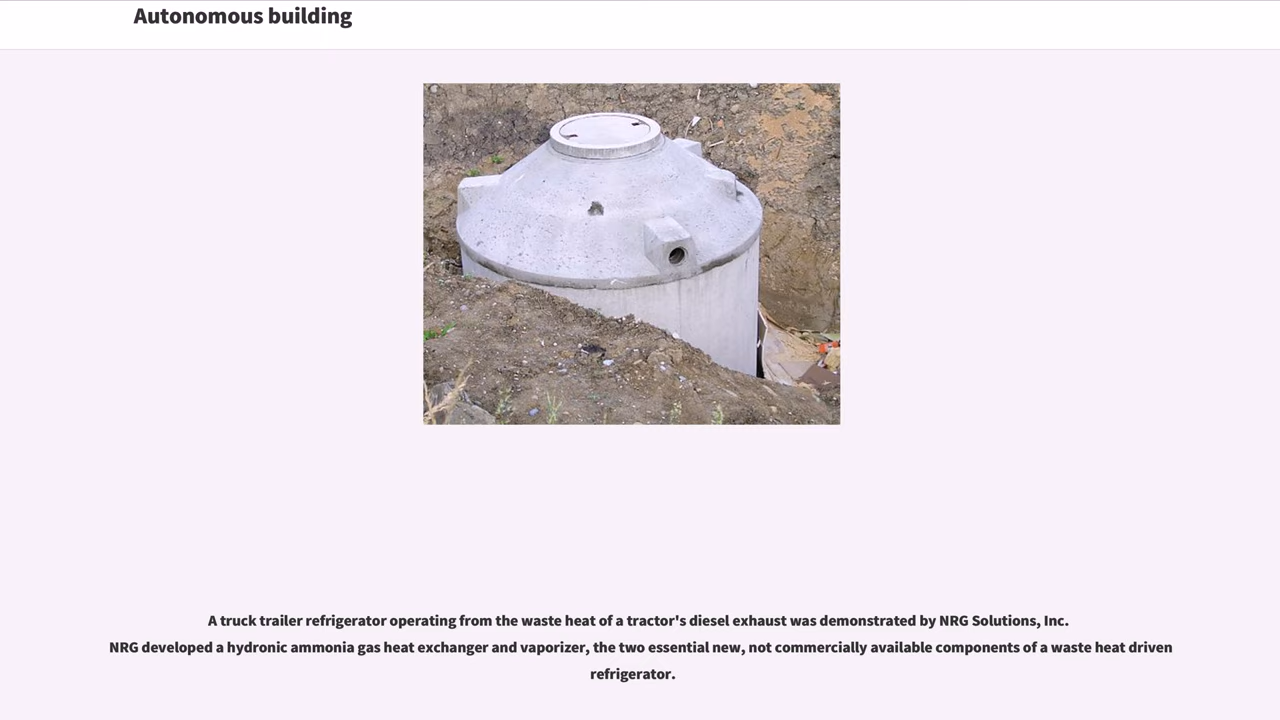 Autonomous building
A truck trailer refrigerator operating from the waste heat of a tractor's diesel exhaust was demonstrated by NRG Solutions, Inc.
NRG developed a hydronic ammonia gas heat exchanger and vaporizer, the two essential new, not commercially available components of a waste heat driven
refrigerator.